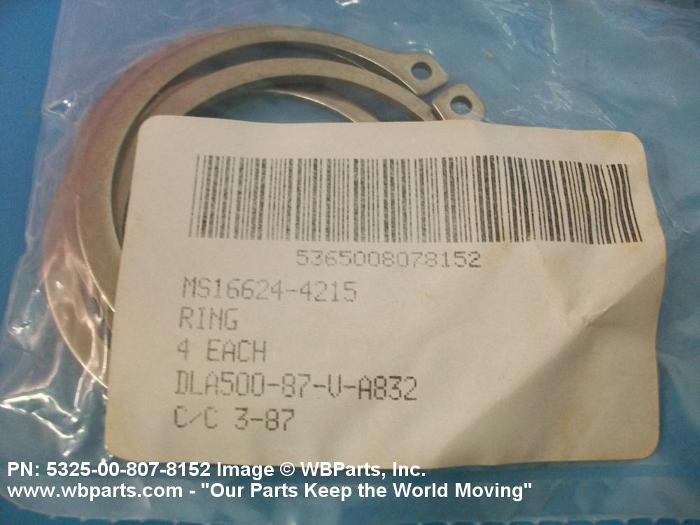 5365008078152
MS16624-4215
RING
4 EACH
DLA500-87-V-A832
C/C 3-87
PN: 5325-00-807-8152 Image © WBParts, Inc.
www.wbparts.com - "Our Parts Keep the World Moving"